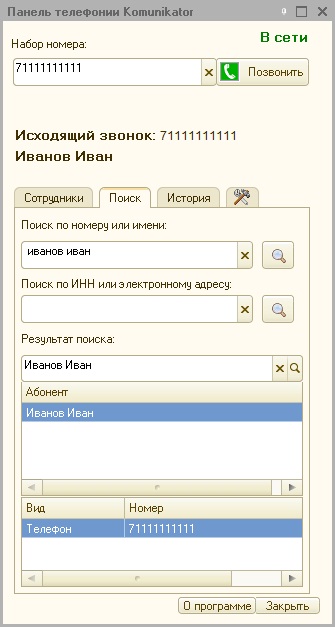 Панель телефонии Komunikator
В сети
Набор номера:
71111111111
Позвонить
Исходящий звонок: 71111111111
Иванов Иван
Сотрудники Поиск История
Поиск по номеру или имени:
иванов иван
Поиск по ИНН или электронному адресу:
Результат поиска:
Иванов Иван
Абонент
Иванов Иван
Вид Номер
Телефон 71111111111
О программе Закрыть